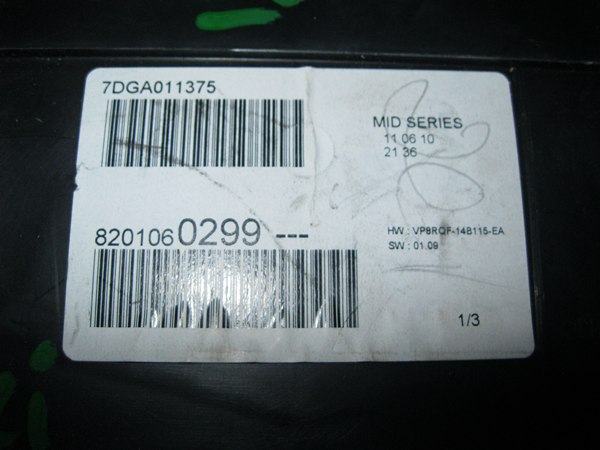 7DGA011375
MID SERIES
11 06 10
21 36
8201060299 ---
HW : VP8RQF-14B115-EA
SW : 01.09
1/3